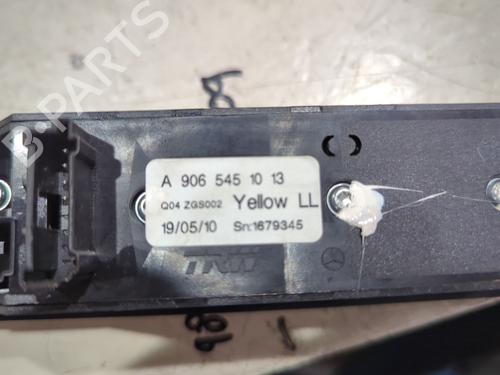 B-PARTS
A 906 545 10 13
Q04 ZGS002 Yellow LL
19/05/10 Sn:1679345
TRW